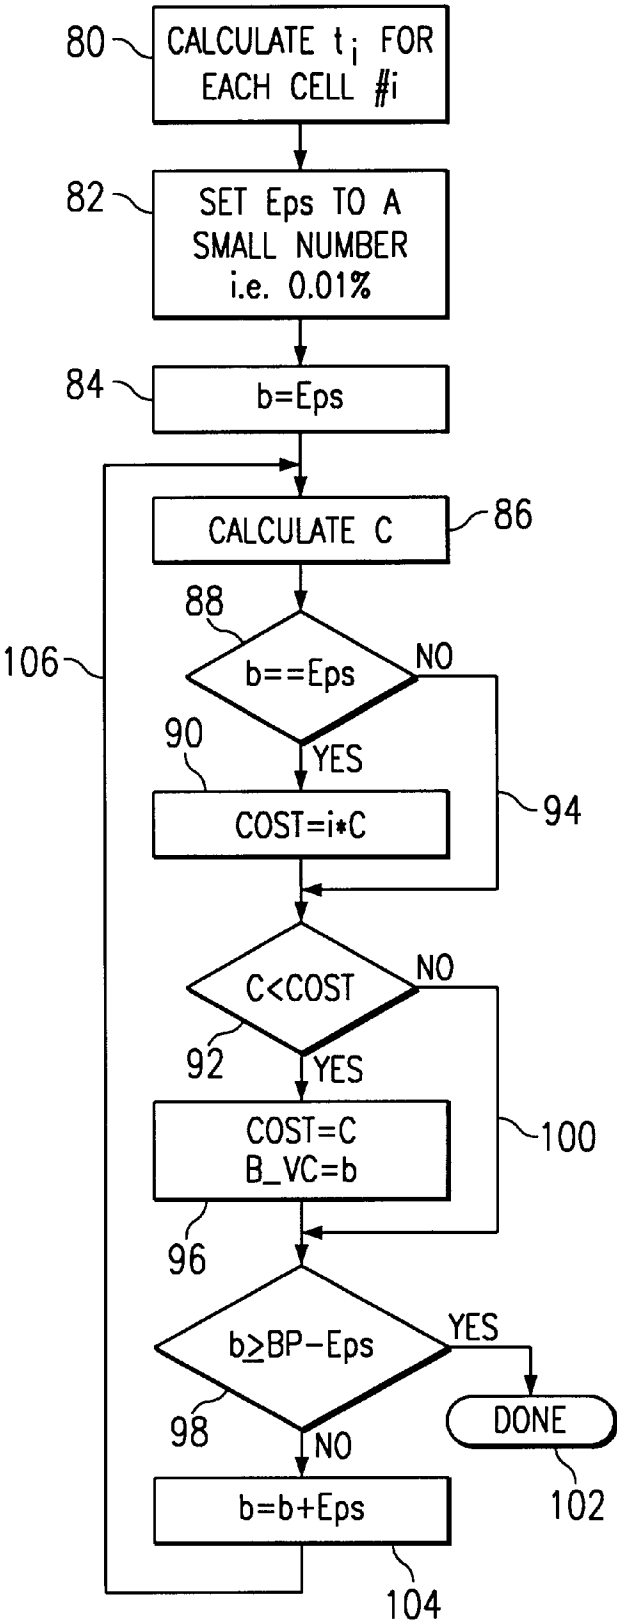 80
CALCULATE t i FOR
EACH CELL #i
82
SET Eps TO A
SMALL NUMBER
i.e. 0.01%
84
b=Eps
CALCULATE C
86
88
b==Eps
NO
106
90
YES
COST=i*C
94
C<COST
NO
92
YES
COST=C
B_VC=b
100
96
b≥BP-Eps
YES
98
DONE
NO
102
b=b+Eps
104